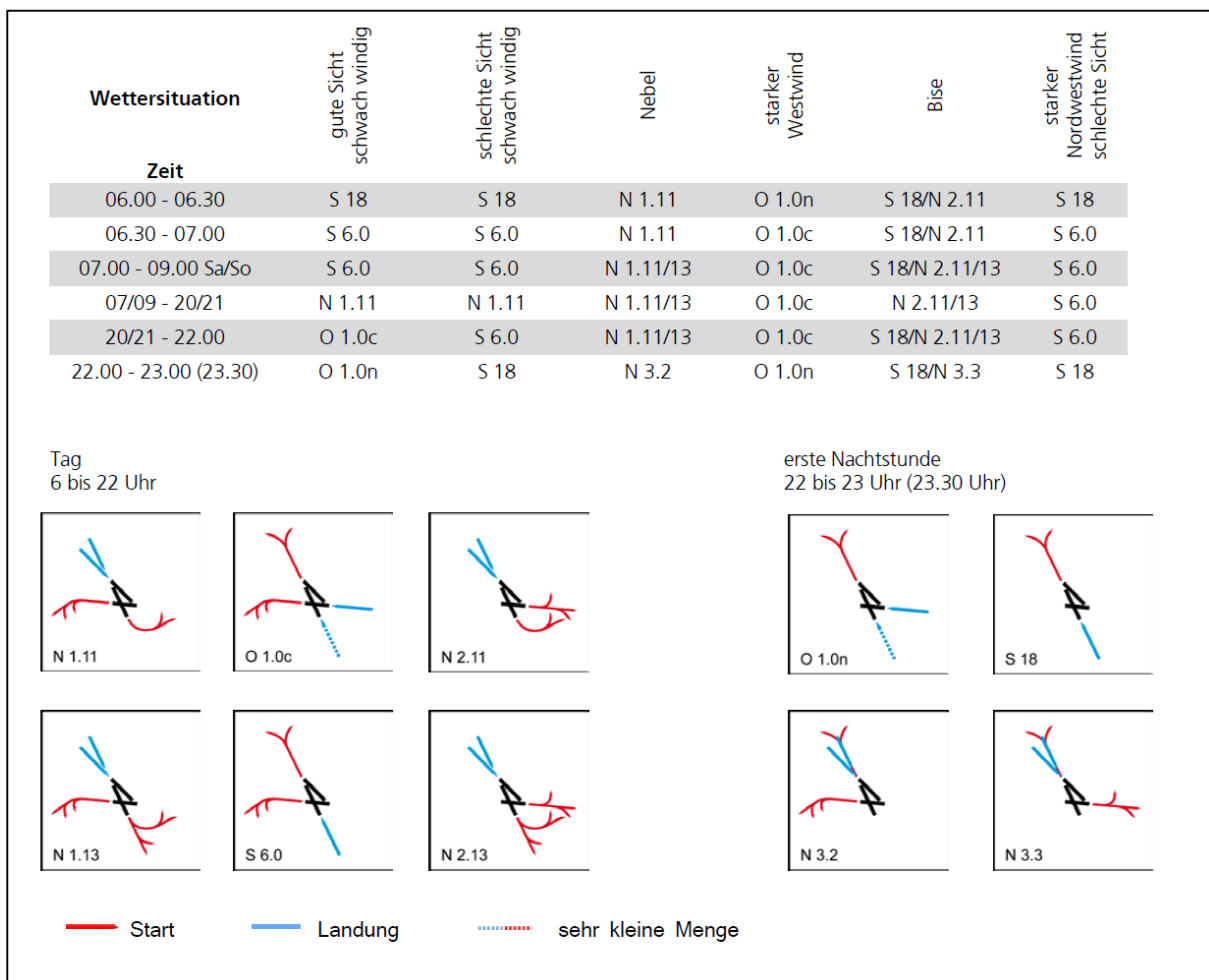 Wettersituation
gute Sicht
schwach windig
schlechte Sicht
schwach windig
Nebel
starker
Westwind
Bise
starker
Nordwestwind
schlechte Sicht
Zeit
06.00 - 06.30 S 18 S 18 N 1.11 O 1.0n S 18/N 2.11 S 18
06.30 - 07.00 S 6.0 S 6.0 N 1.11 O 1.0c S 18/N 2.11 S 6.0
07.00 - 09.00 Sa/So S 6.0 S 6.0 N 1.11/13 O 1.0c S 18/N 2.11/13 S 6.0
07/09 - 20/21 N 1.11 N 1.11 N 1.11/13 O 1.0c N 2.11/13 S 6.0
20/21 - 22.00 O 1.0c S 6.0 N 1.11/13 O 1.0c S 18/N 2.11/13 S 6.0
22.00 - 23.00 (23.30) O 1.0n S 18 N 3.2 O 1.0n S 18/N 3.3 S 18
Tag
6 bis 22 Uhr
erste Nachtstunde
22 bis 23 Uhr (23.30 Uhr)
N 1.11
O 1.0c
N 2.11
O 1.0n
S 18
N 1.13
S 6.0
N 2.13
N 3.2
N 3.3
Start
Landung
sehr kleine Menge